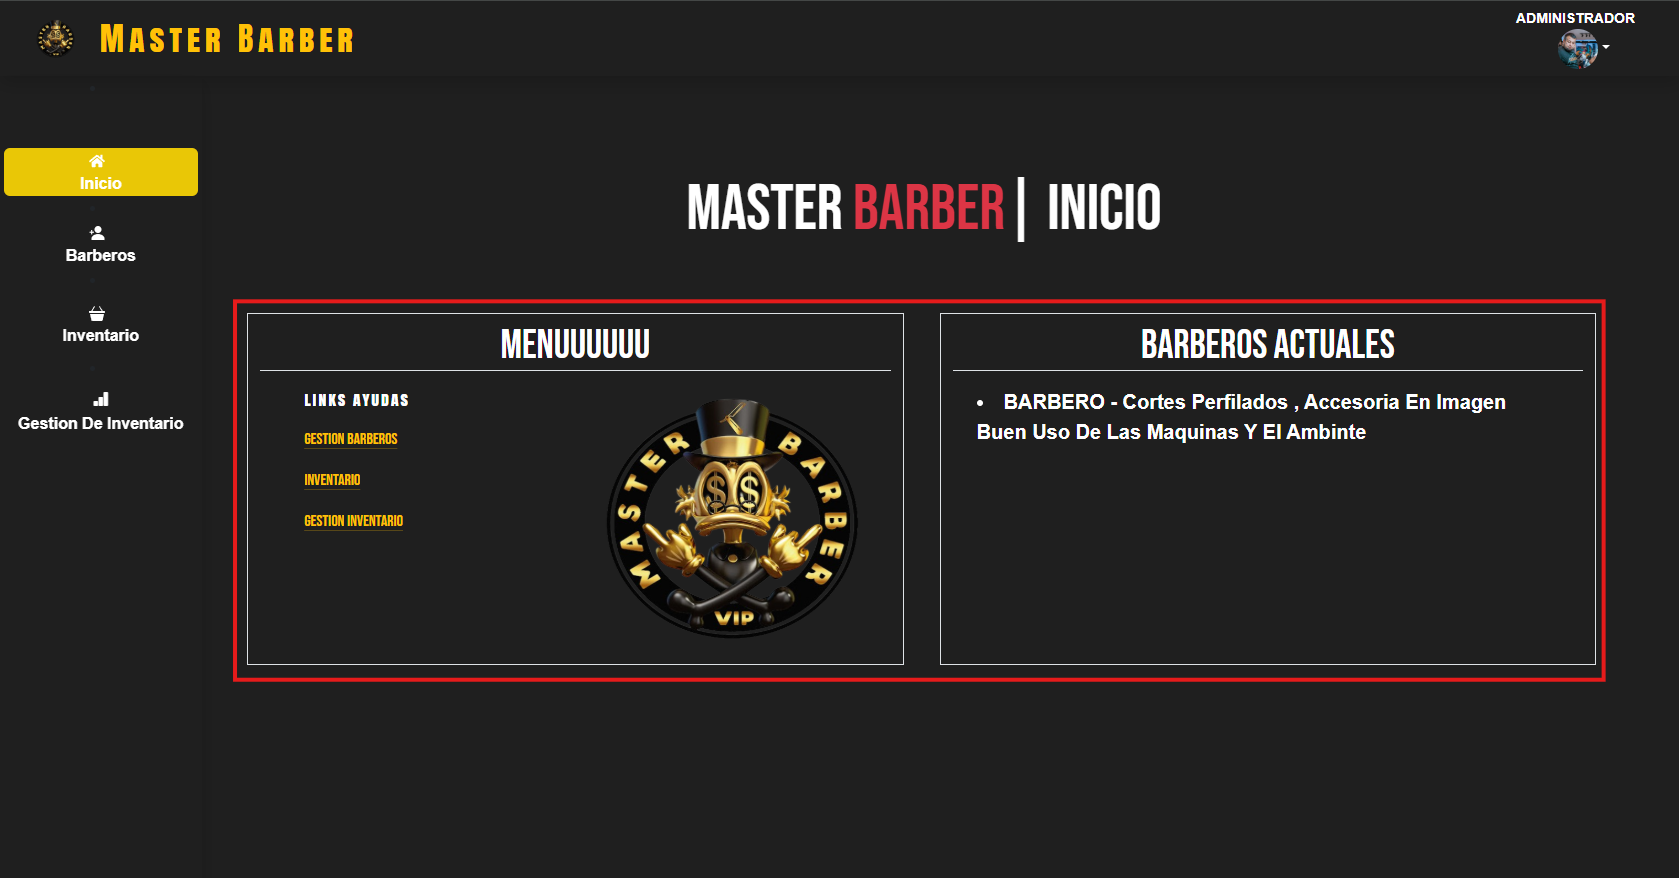 MASTER BARBER
ADMINISTRADOR
Inicio
Barberos
Inventario
Gestion De Inventario
MASTER BARBER | INICIO
MENUUUUUU
LINKS AYUDAS
GESTION BARBEROS
INVENTARIO
GESTION INVENTARIO
MASTER BARBER
VIP
BARBEROS ACTUALES
• BARBERO - Cortes Perfilados , Accesoria En Imagen
Buen Uso De Las Maquinas Y El Ambinte